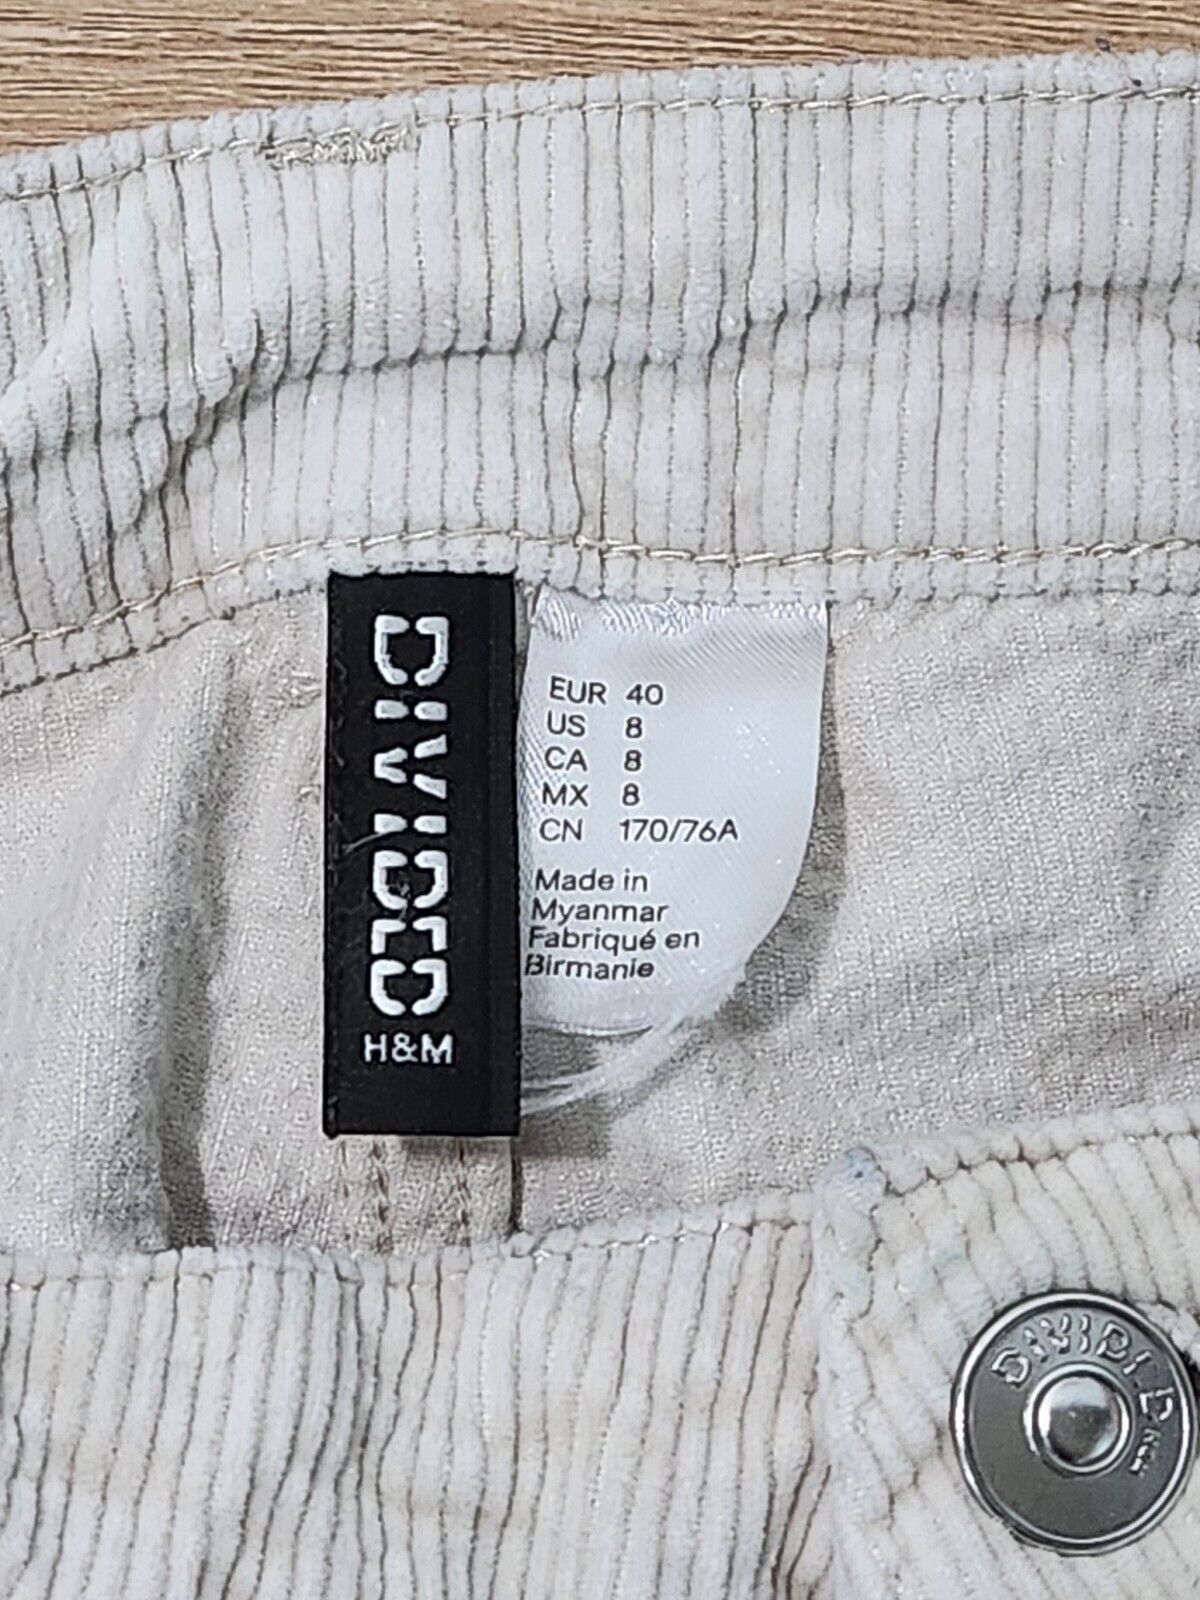 DIVIDED
H&M
EUR 40
US 8
CA 8
MX 8
CN 170/76A
Made in
Myanmar
Fabriqué en
Birmanie
DIVIDED
H&M